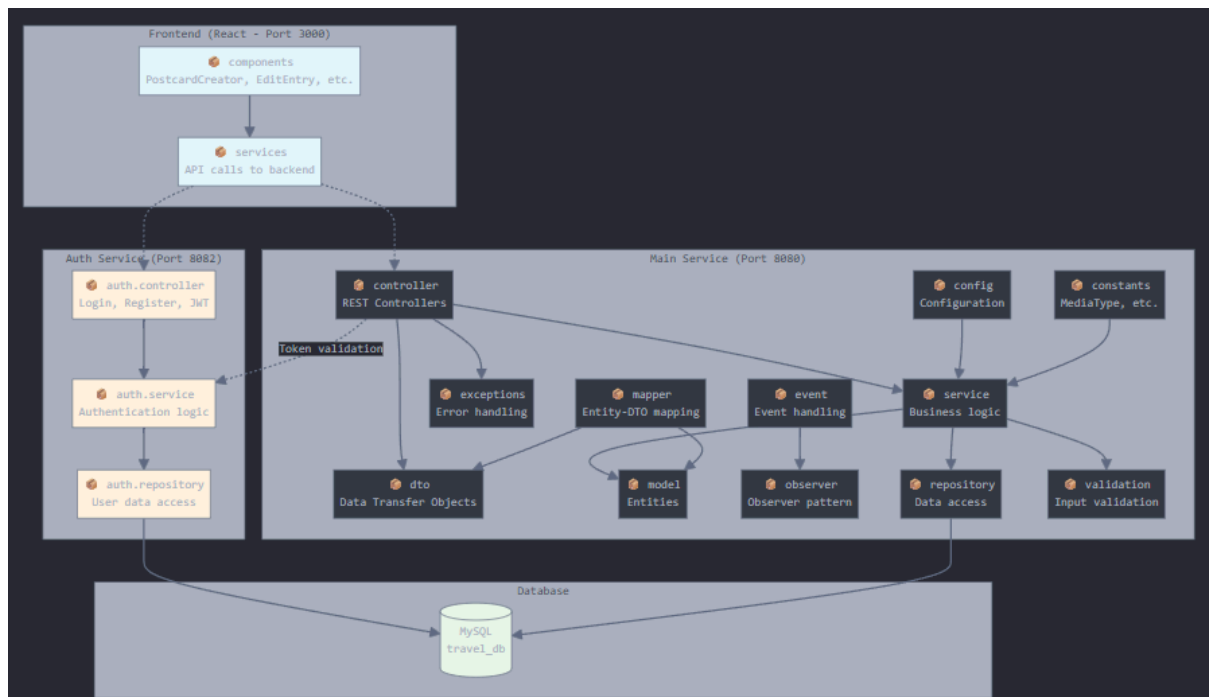 Frontend (React - Port 3000)
components
PostcardCreator, EditEntry, etc.
services
API calls to backend
Auth Service (Port 8082)
auth.controller
Login, Register, JWT
auth.service
Authentication logic
auth.repository
User data access
Main Service (Port 8080)
controller
REST Controllers
config
Configuration
constants
MediaType, etc.
Token validation
exceptions
Error handling
mapper
Entity-DTO mapping
event
Event handling
service
Business logic
dto
Data Transfer Objects
model
Entities
observer
Observer pattern
repository
Data access
validation
Input validation
Database
MySQL
travel_db